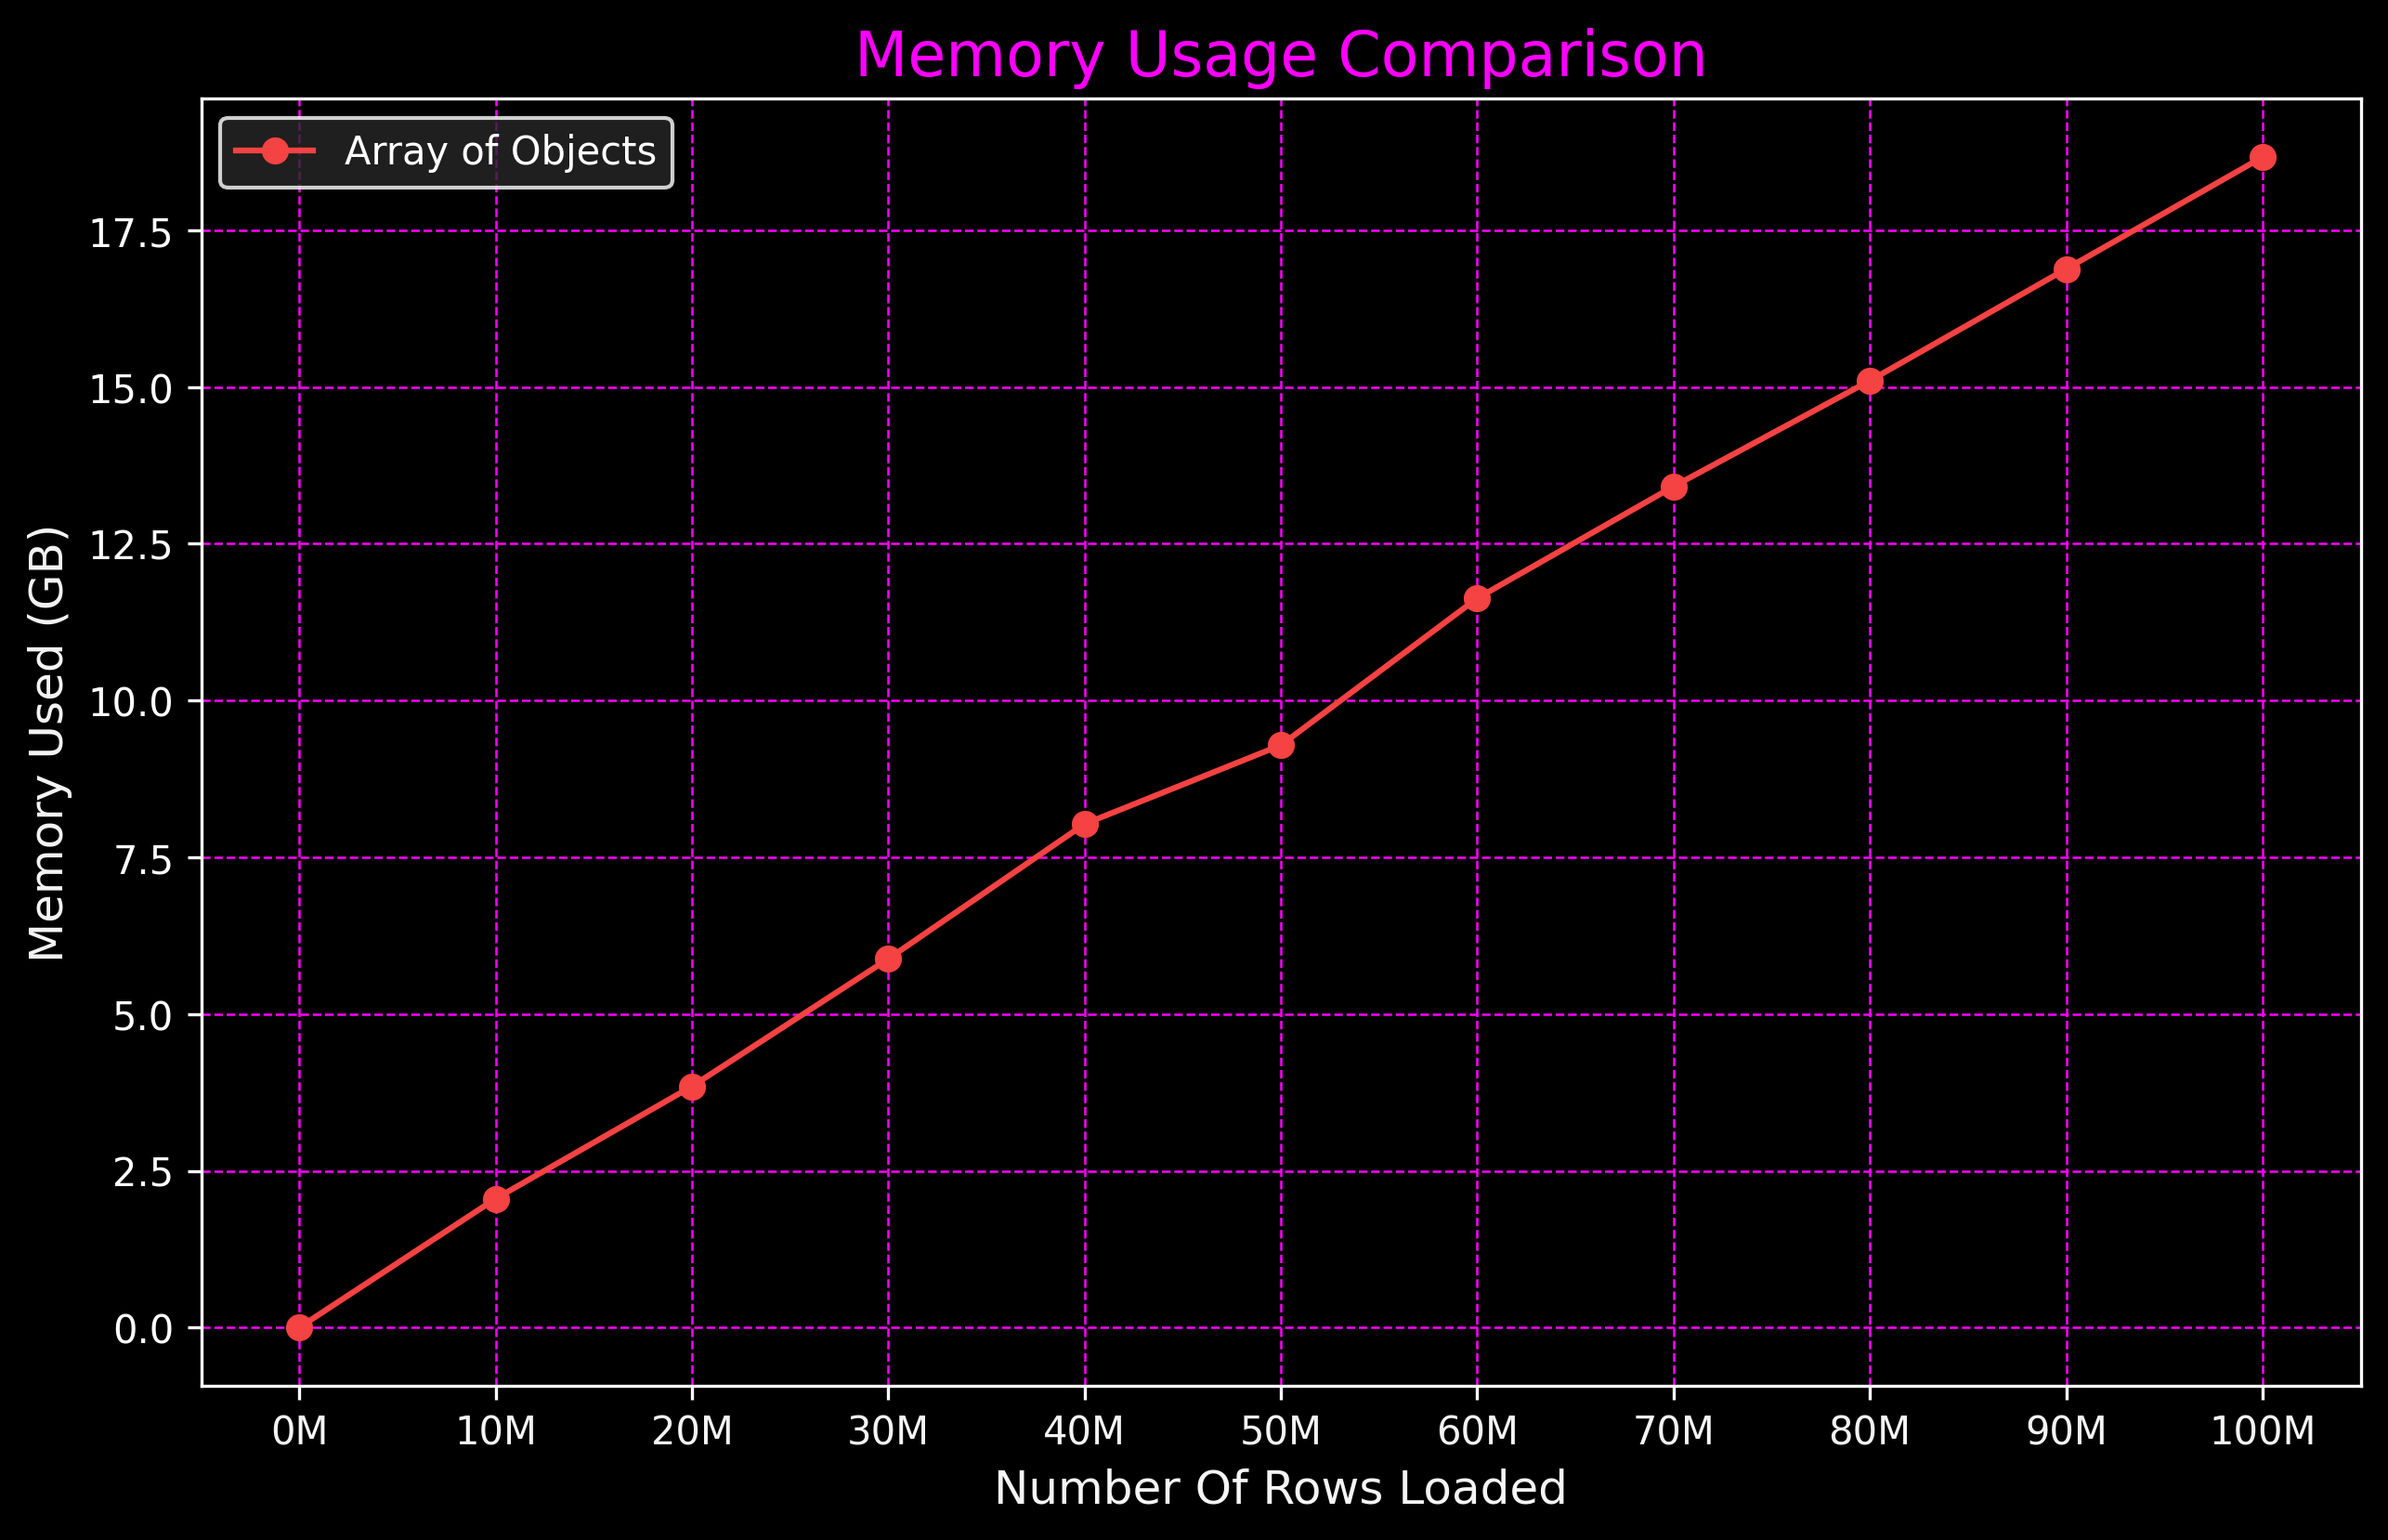 Memory Usage Comparison
Array of Objects
17.5
15.0
12.5
10.0
7.5
5.0
2.5
0.0
Memory Used (GB)
0M 10M 20M 30M 40M 50M 60M 70M 80M 90M 100M
Number Of Rows Loaded